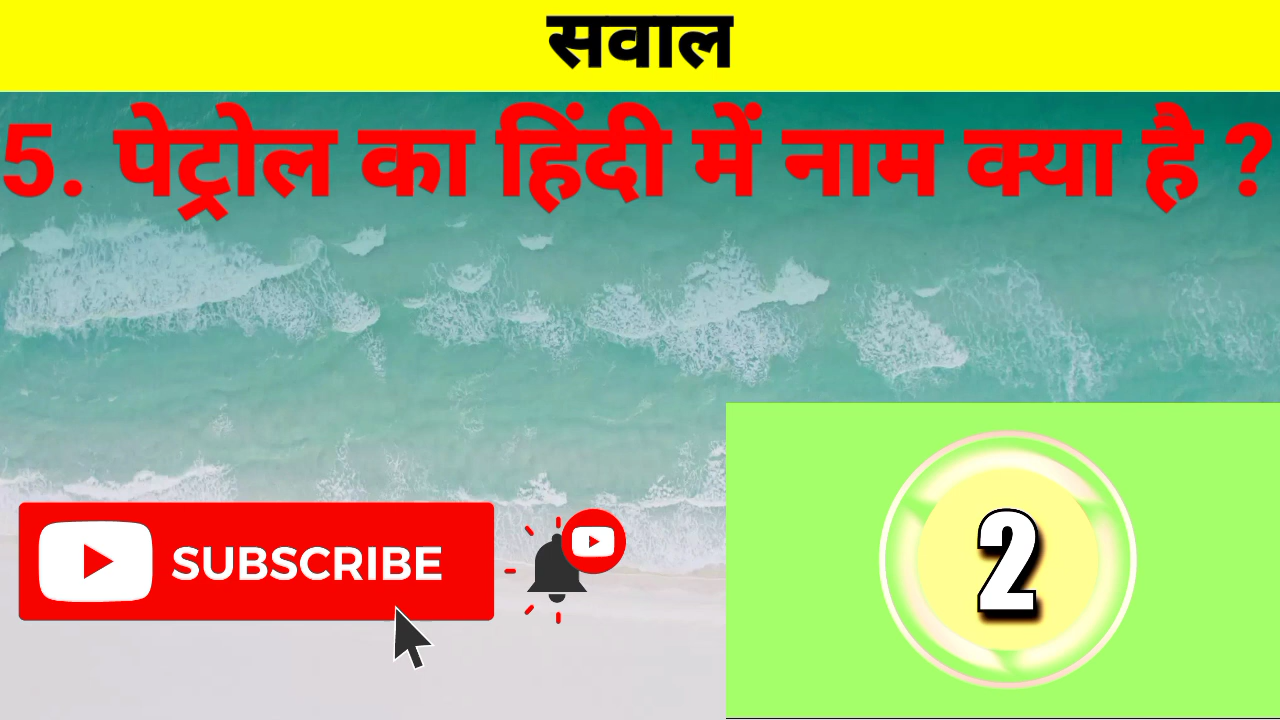 सवाल
5. पेट्रोल का हिंदी में नाम क्या है ?
SUBSCRIBE
2